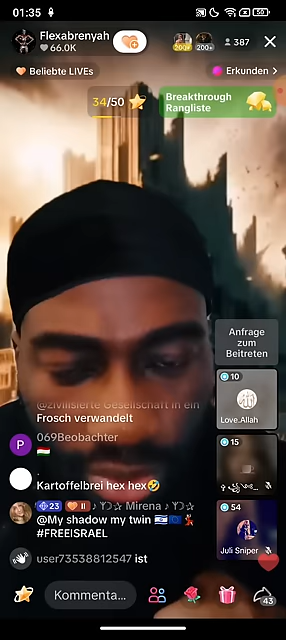 01:35
50
Flexabrenyah
66.0K
200+
200+
387
Beliebte LIVEs
Erkunden
34/50
Breakthrough
Rangliste
Anfrage
zum
Beitreten
10
Love.Allah
@zivilisierte Gesellschaft in ein
Frosch verwandelt
15
P
069Beobachter
🇭🇺
Kartoffelbrei hex hex🤣
54
Juli Sniper
23 II ♪ Mirena ♪
@My shadow my twin 🇮🇱🇪🇺💃
#FREEISRAEL
user73538812547 ist
Kommenta...
43